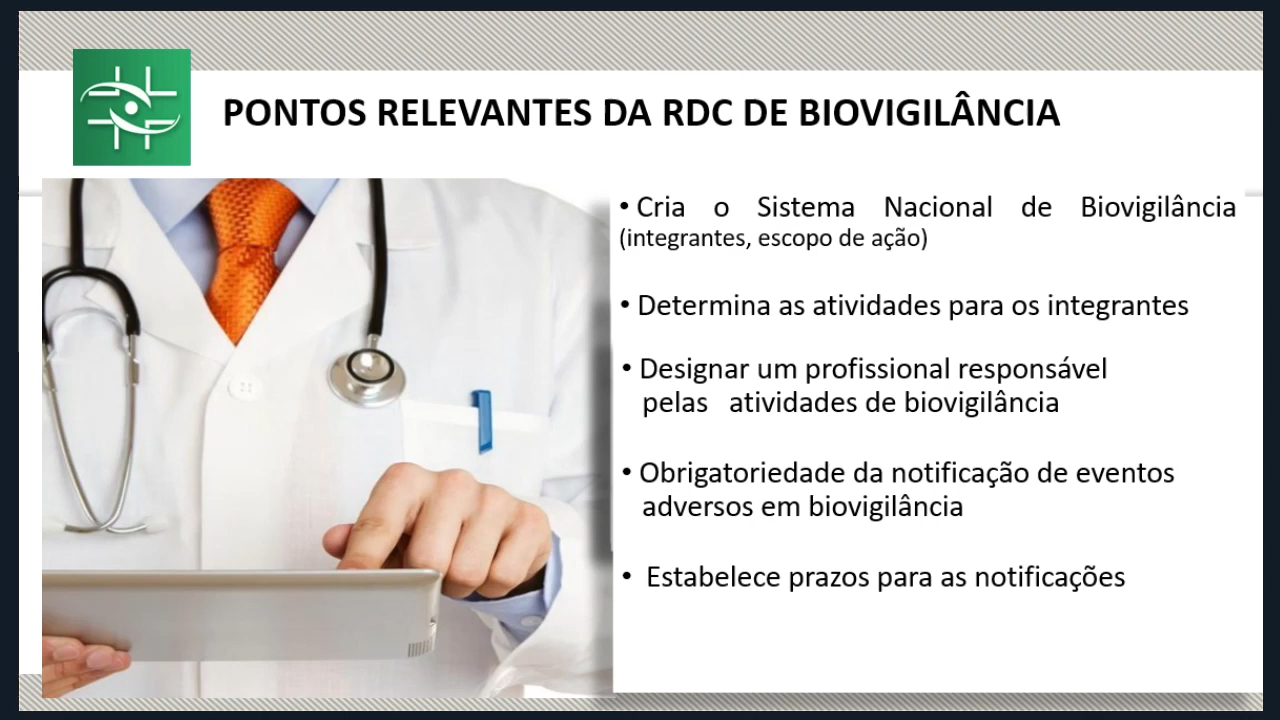 PONTOS RELEVANTES DA RDC DE BIOVIGILÂNCIA
• Cria o Sistema Nacional de Biovigilância
(integrantes, escopo de ação)
• Determina as atividades para os integrantes
• Designar um profissional responsável
pelas atividades de biovigilância
• Obrigatoriedade da notificação de eventos
adversos em biovigilância
• Estabelece prazos para as notificações